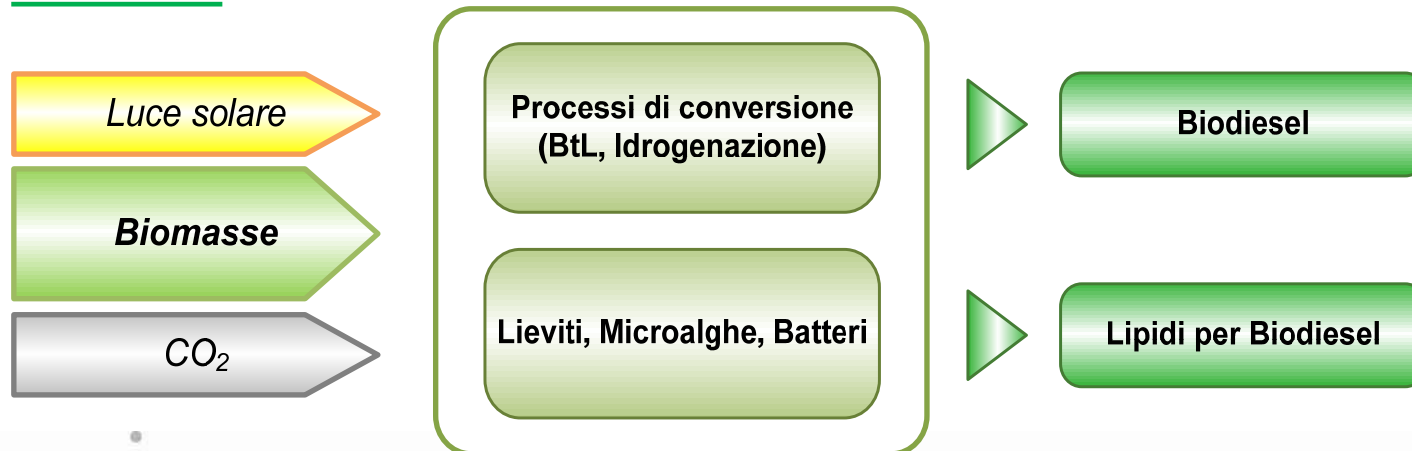 Luce solare
Biomasse
CO₂
Processi di conversione
(BtL, Idrogenazione)
Lieviti, Microalghe, Batteri
Biodiesel
Lipidi per Biodiesel